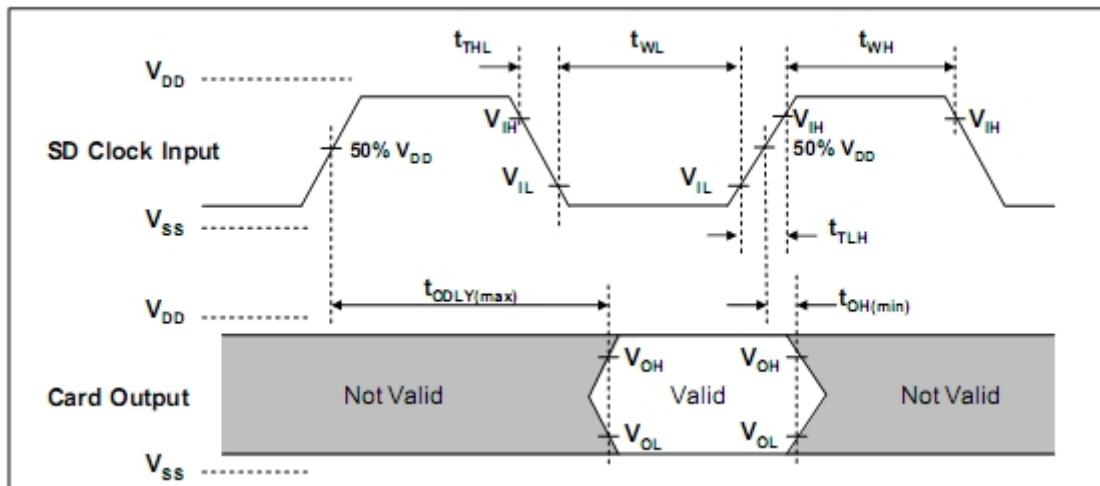 tTHL tWL tWH
VDD
VIH VIH VIH
SD Clock Input 50% VDD 50% VDD
VIL VIL
VSS
tTLH
tODLY(max) tOH(min)
VDD
VOH VOH
Card Output Not Valid Valid Not Valid
VOL VOL
VSS